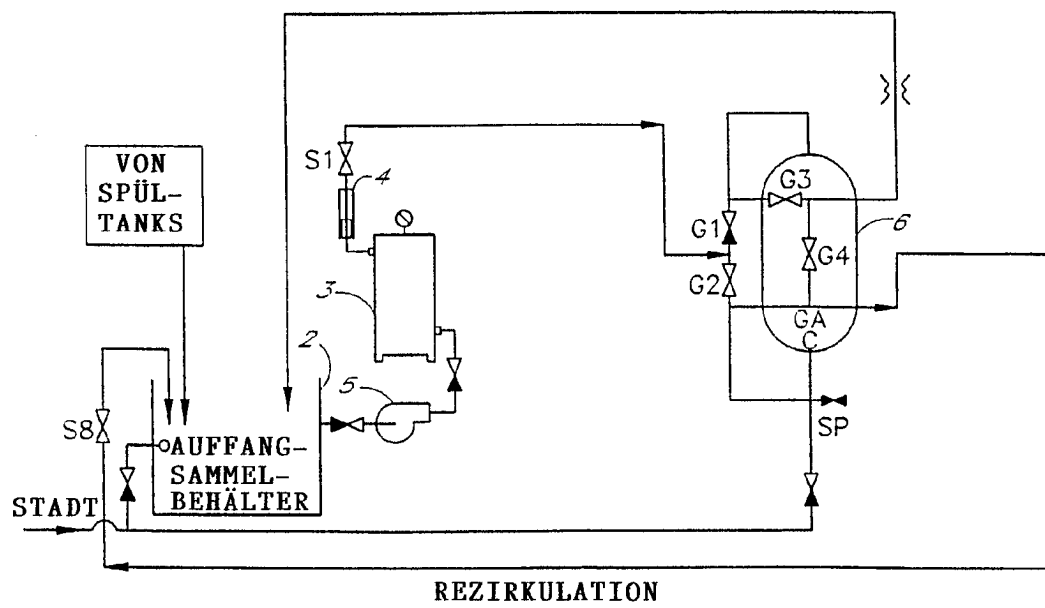 S1
4
VON
SPÜL-
TANKS
G3
G1
6
G4
G2
3
GA
C
2
5
SP
S8
AUFFANG-
SAMMEL-
BEHÄLTER
STADT
REZIRKULATION